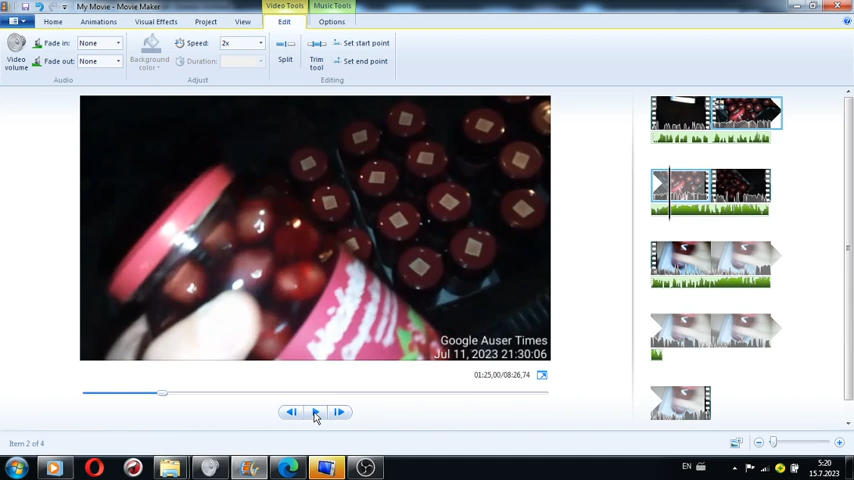 My Movie - Movie Maker
Video Tools
Music Tools
Home
Animations
Visual Effects
Project
View
Edit
Options
Video volume
Fade in: None
Fade out: None
Audio
Background color
Speed: 2x
Duration:
Adjust
Split
Trim tool
Set start point
Set end point
Editing
Google Auser Times
Jul 11, 2023 21:30:06
01:25,00/08:26,74
Item 2 of 4
EN
5:20
15.7.2023